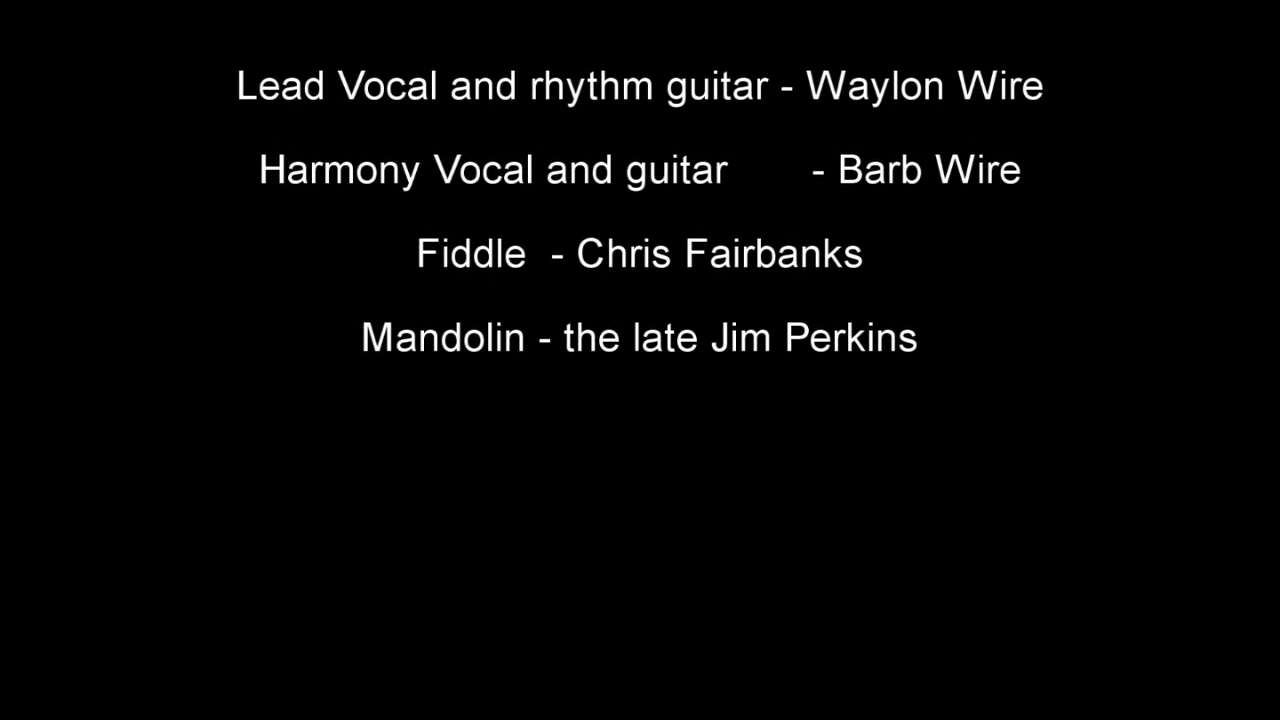 Lead Vocal and rhythm guitar - Waylon Wire
Harmony Vocal and guitar - Barb Wire
Fiddle - Chris Fairbanks
Mandolin - the late Jim Perkins